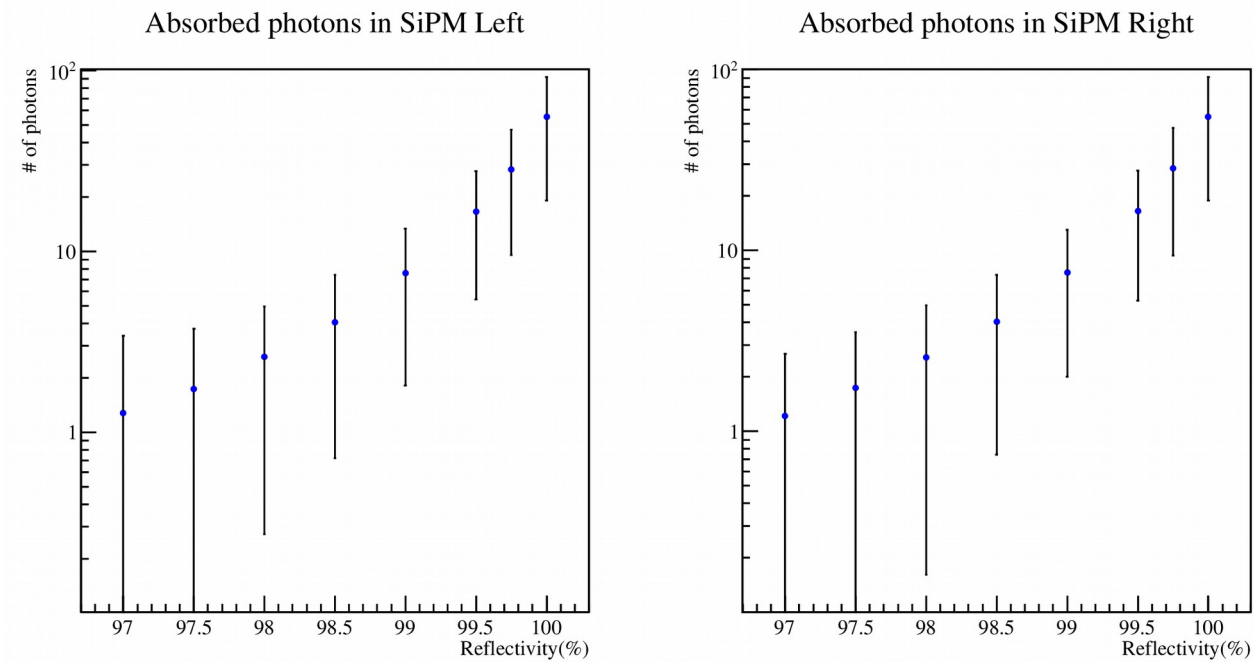 Absorbed photons in SiPM Left
# of photons
10²
10
1
97 97.5 98 98.5 99 99.5 100
Reflectivity(%)
Absorbed photons in SiPM Right
# of photons
10²
10
1
97 97.5 98 98.5 99 99.5 100
Reflectivity(%)